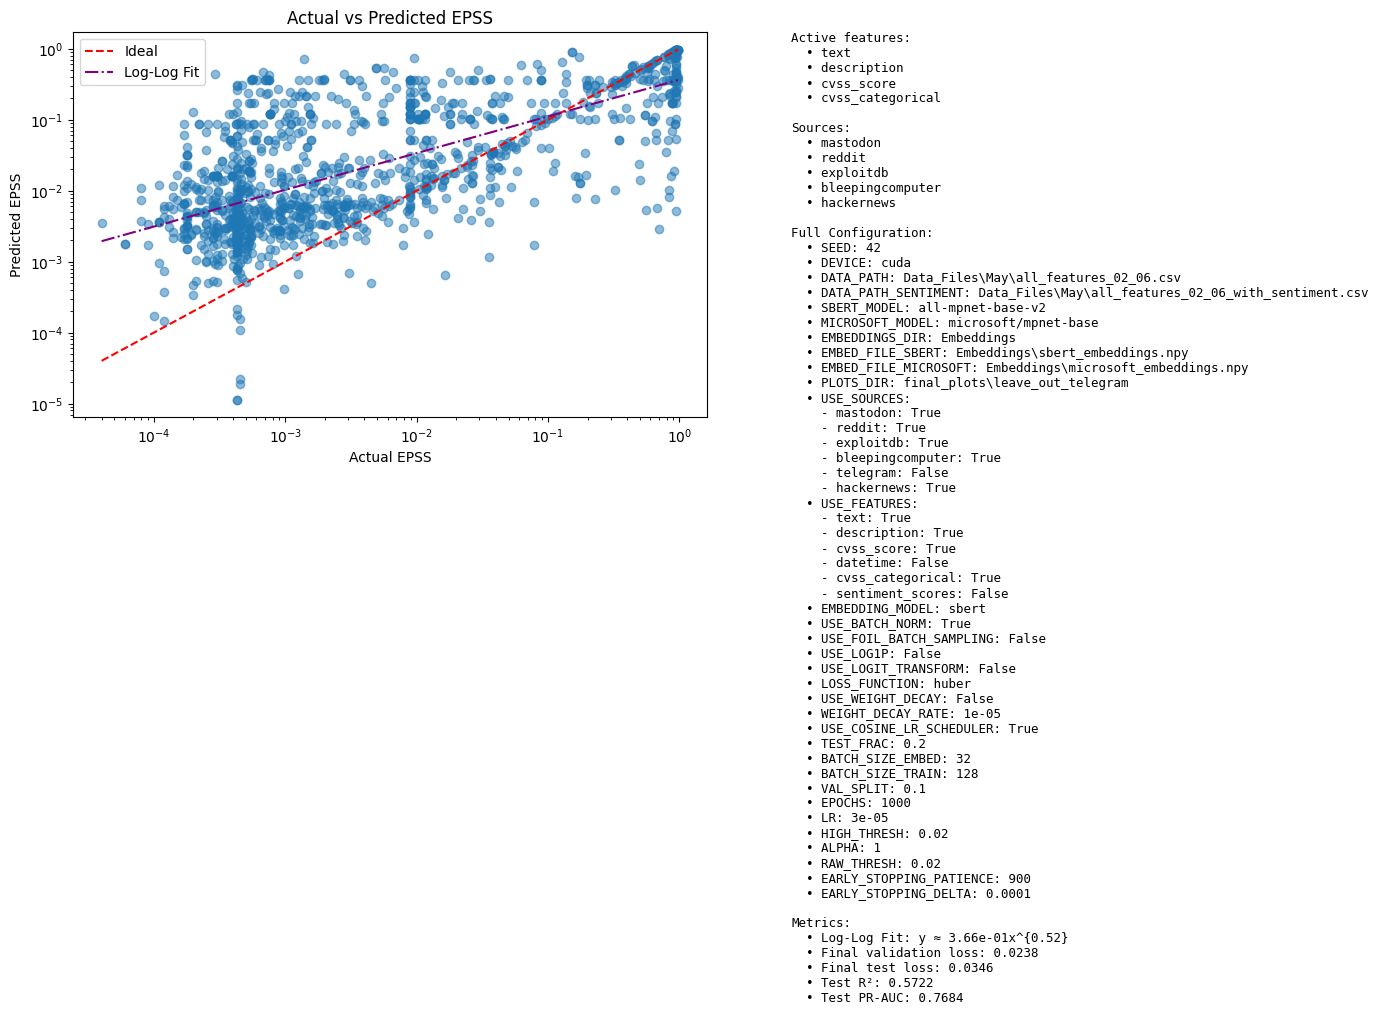 Actual vs Predicted EPSS
Ideal
Log-Log Fit
10^0
10^-1
10^-2
10^-3
10^-4
10^-5
Predicted EPSS
10^-4
10^-3
10^-2
10^-1
10^0
Actual EPSS
Active features:
• text
• description
• cvss_score
• cvss_categorical
Sources:
• mastodon
• reddit
• exploitdb
• bleepingcomputer
• hackernews
Full Configuration:
• SEED: 42
• DEVICE: cuda
• DATA_PATH: Data_Files\May\all_features_02_06.csv
• DATA_PATH_SENTIMENT: Data_Files\May\all_features_02_06_with_sentiment.csv
• SBERT_MODEL: all-mpnet-base-v2
• MICROSOFT_MODEL: microsoft/mpnet-base
• EMBEDDINGS_DIR: Embeddings
• EMBED_FILE_SBERT: Embeddings\sbert_embeddings.npy
• EMBED_FILE_MICROSOFT: Embeddings\microsoft_embeddings.npy
• PLOTS_DIR: final_plots\leave_out_telegram
• USE_SOURCES:
- mastodon: True
- reddit: True
- exploitdb: True
- bleepingcomputer: True
- telegram: False
- hackernews: True
• USE_FEATURES:
- text: True
- description: True
- cvss_score: True
- datetime: False
- cvss_categorical: True
- sentiment_scores: False
• EMBEDDING_MODEL: sbert
• USE_BATCH_NORM: True
• USE_FOIL_BATCH_SAMPLING: False
• USE_LOG1P: False
• USE_LOGIT_TRANSFORM: False
• LOSS_FUNCTION: huber
• USE_WEIGHT_DECAY: False
• WEIGHT_DECAY_RATE: 1e-05
• USE_COSINE_LR_SCHEDULER: True
• TEST_FRAC: 0.2
• BATCH_SIZE_EMBED: 32
• BATCH_SIZE_TRAIN: 128
• VAL_SPLIT: 0.1
• EPOCHS: 1000
• LR: 3e-05
• HIGH_THRESH: 0.02
• ALPHA: 1
• RAW_THRESH: 0.02
• EARLY_STOPPING_PATIENCE: 900
• EARLY_STOPPING_DELTA: 0.0001
Metrics:
• Log-Log Fit: y ≈ 3.66e-01x^{0.52}
• Final validation loss: 0.0238
• Final test loss: 0.0346
• Test R²: 0.5722
• Test PR-AUC: 0.7684